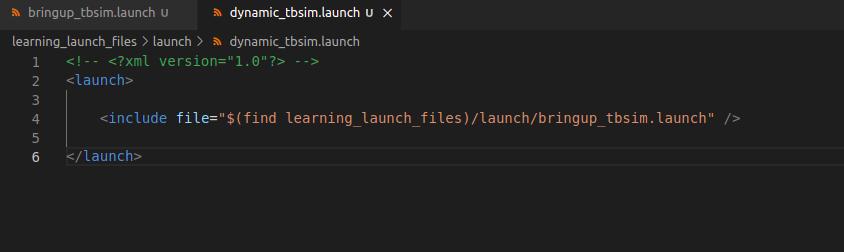 bringup_tbsim.launch U dynamic_tbsim.launch U ×
learning_launch_files > launch > dynamic_tbsim.launch
1 <!-- <?xml version="1.0"?> -->
2 <launch>
3
4 <include file="$(find learning_launch_files)/launch/bringup_tbsim.launch" />
5
6 </launch>